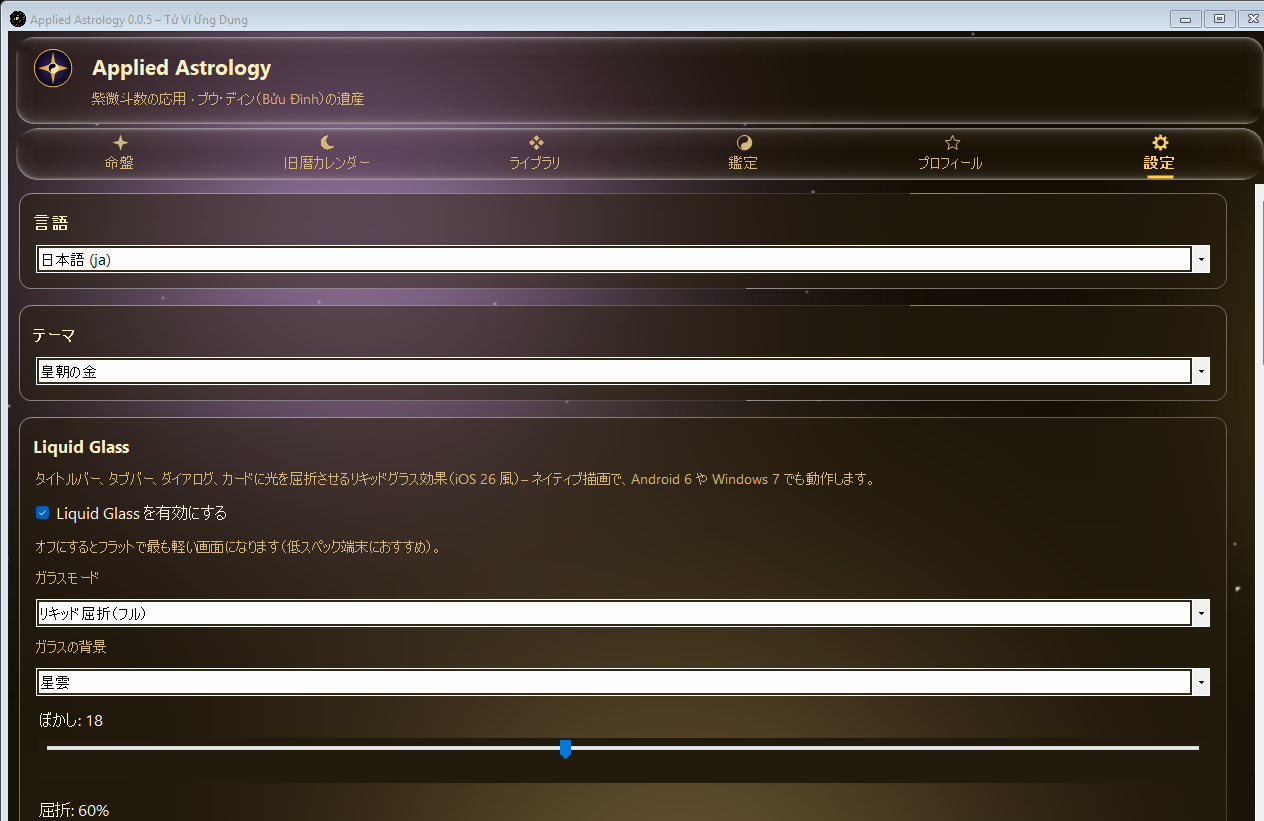 Applied Astrology 0.0.5 – Tử Vi Ứng Dụng
Applied Astrology
紫微斗数の応用 · ブウ・ディン（Bửu Đình）の遺産
命盤
旧暦カレンダー
ライブラリ
鑑定
プロフィール
設定
言語
日本語 (ja)
テーマ
皇朝の金
Liquid Glass
タイトルバー、タブバー、ダイアログ、カードに光を屈折させるリキッドグラス効果（iOS 26 風）– ネイティブ描画で、Android 6 や Windows 7 でも動作します。
Liquid Glass を有効にする
オフにするとフラットで最も軽い画面になります（低スペック端末におすすめ）。
ガラスモード
リキッド屈折（フル）
ガラスの背景
星雲
ぼかし: 18
屈折: 60%